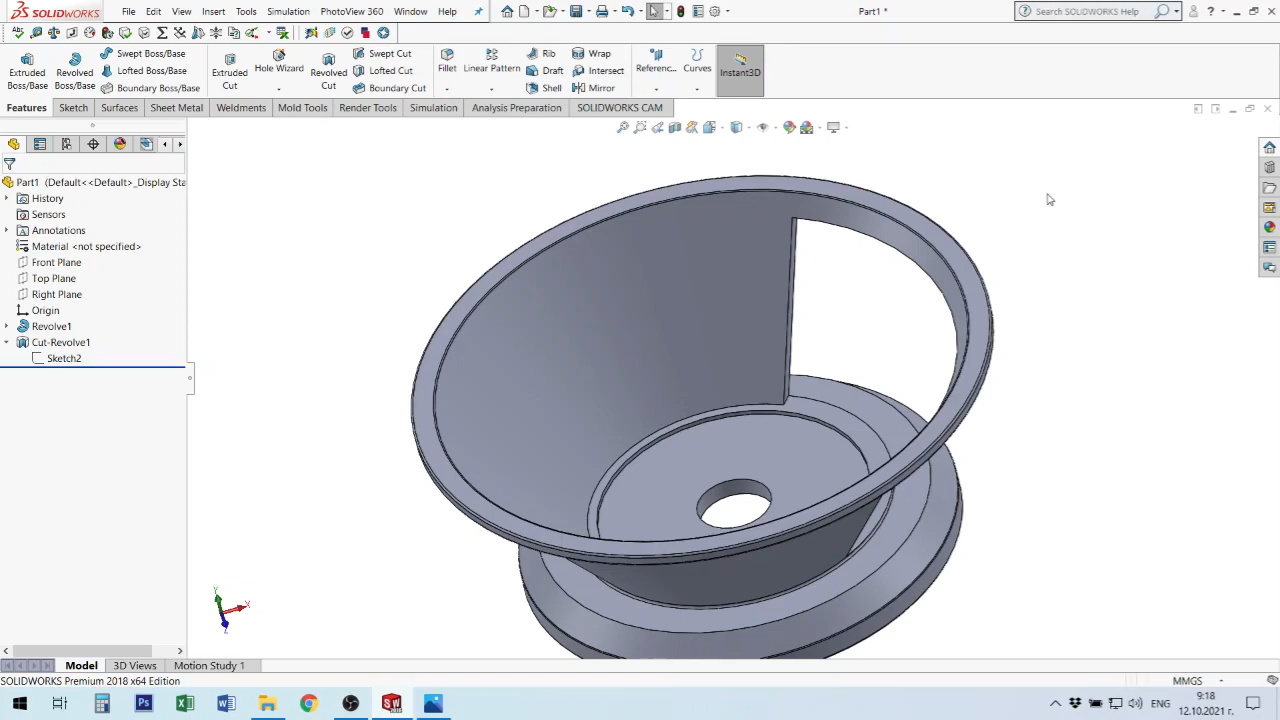 SOLIDWORKS
File Edit View Insert Tools Simulation PhotoView 360 Window Help
Part1 *
Search SOLIDWORKS Help
Extruded Boss/Base
Revolved Boss/Base
Swept Boss/Base
Lofted Boss/Base
Boundary Boss/Base
Extruded Cut
Hole Wizard
Revolved Cut
Swept Cut
Lofted Cut
Boundary Cut
Fillet
Linear Pattern
Rib
Draft
Shell
Wrap
Intersect
Mirror
Referenc...
Curves
Instant3D
Features Sketch Surfaces Sheet Metal Weldments Mold Tools Render Tools Simulation Analysis Preparation SOLIDWORKS CAM
Part1 (Default<<Default>_Display Sta
History
Sensors
Annotations
Material <not specified>
Front Plane
Top Plane
Right Plane
Origin
Revolve1
Cut-Revolve1
Sketch2
Y
X
Z
Model 3D Views Motion Study 1
SOLIDWORKS Premium 2018 x64 Edition
MMGS
ЕНГ
9:18
12.10.2021 г.